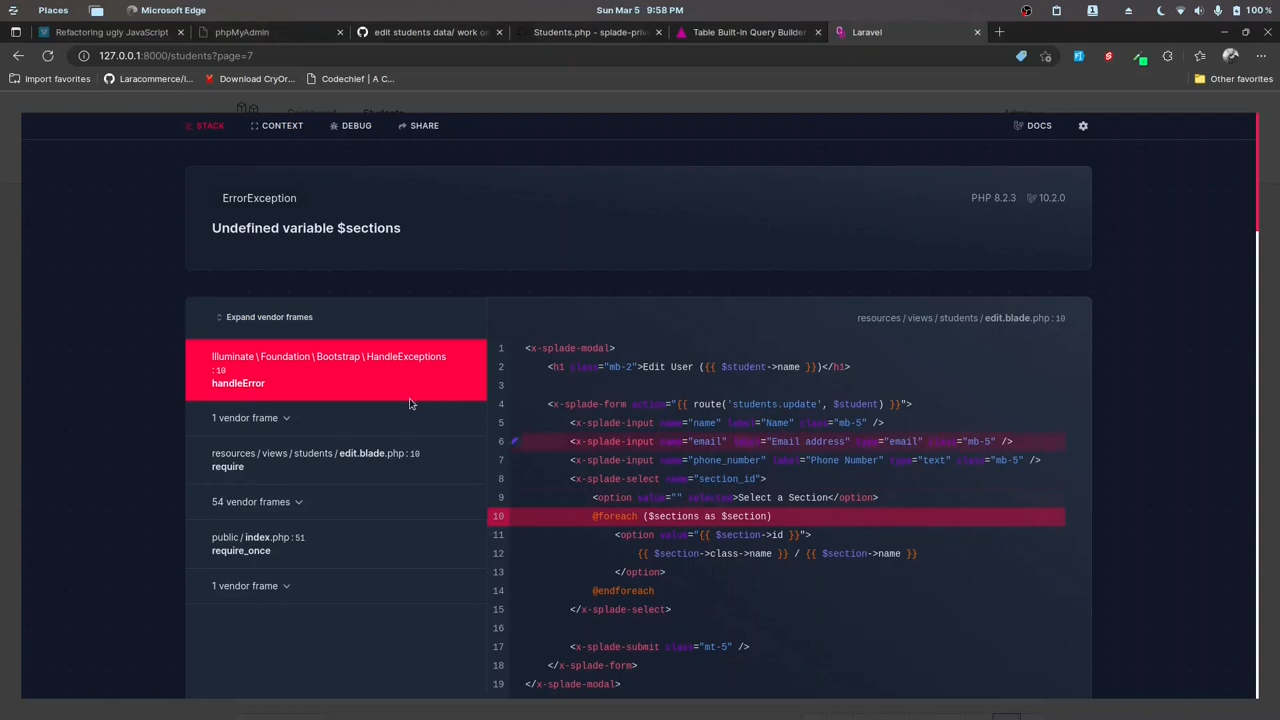 Places
Microsoft Edge
Sun Mar 5
9:58 PM
1
100 %
Refactoring ugly JavaScript
phpMyAdmin
edit students data/ work on
Students.php - splade-priv
Table Built-in Query Builder
Laravel
127.0.0.1:8000/students?page=7
Import favorites
Laracommerce/l...
Download CryOr...
Codechief | A C...
Other favorites
STACK
CONTEXT
DEBUG
SHARE
DOCS
ErrorException
PHP 8.2.3
10.2.0
Undefined variable $sections
Expand vendor frames
resources / views / students / edit.blade.php :10
Illuminate \ Foundation \ Bootstrap \ HandleExceptions
:10
handleError
1 vendor frame
resources / views / students / edit.blade.php :10
require
54 vendor frames
public / index.php :51
require_once
1 vendor frame
1 <x-splade-modal>
2 <h1 class="mb-2">Edit User ({{ $student->name }})</h1>
3
4 <x-splade-form action="{{ route('students.update', $student) }}">
5 <x-splade-input name="name" label="Name" class="mb-5" />
6 <x-splade-input name="email" label="Email address" type="email" class="mb-5" />
7 <x-splade-input name="phone_number" label="Phone Number" type="text" class="mb-5" />
8 <x-splade-select name="section_id">
9 <option value="" selected>Select a Section</option>
10 @foreach ($sections as $section)
11 <option value="{{ $section->id }}">
12 {{ $section->class->name }} / {{ $section->name }}
13 </option>
14 @endforeach
15 </x-splade-select>
16
17 <x-splade-submit class="mt-5" />
18 </x-splade-form>
19 </x-splade-modal>